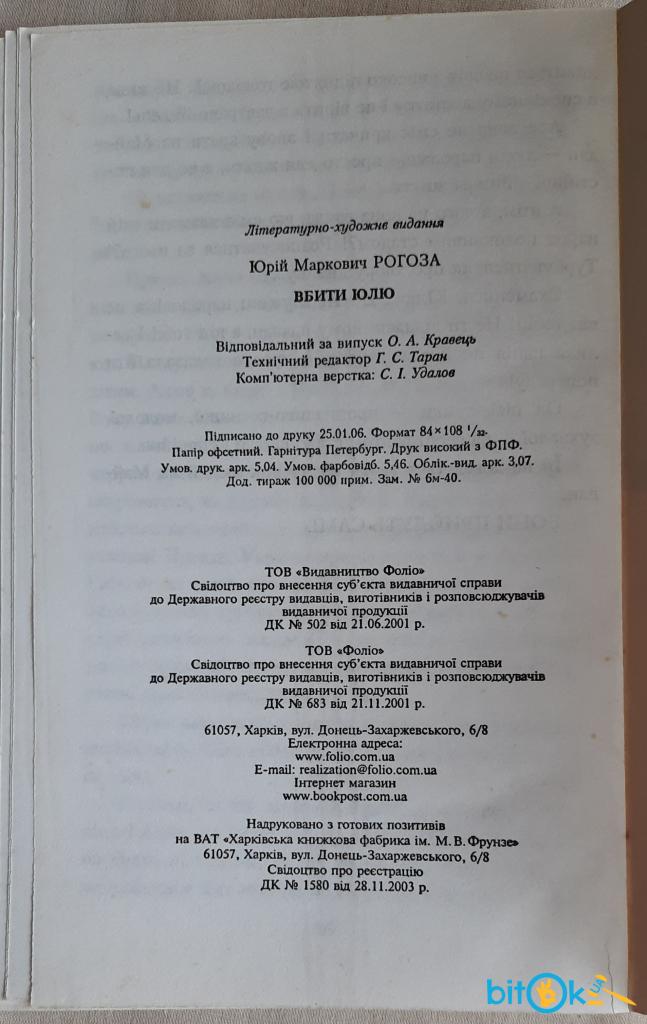 Літературно-художнє видання
Юрій Маркович РОГОЗА
ВБИТИ ЮЛЮ
Відповідальний за випуск О. А. Кравець
Технічний редактор Г. С. Таран
Комп'ютерна верстка: С. І. Удалов
Підписано до друку 25.01.06. Формат 84×108 1/32.
Папір офсетний. Гарнітура Петербург. Друк високий з ФПФ.
Умов. друк. арк. 5,04. Умов. фарбовідб. 5,46. Облік.-вид. арк. 3,07.
Дод. тираж 100 000 прим. Зам. № 6м-40.
ТОВ «Видавництво Фоліо»
Свідоцтво про внесення суб'єкта видавничої справи
до Державного реєстру видавців, виготівників і розповсюджувачів
видавничої продукції
ДК № 502 від 21.06.2001 р.
ТОВ «Фоліо»
Свідоцтво про внесення суб'єкта видавничої справи
до Державного реєстру видавців, виготівників і розповсюджувачів
видавничої продукції
ДК № 683 від 21.11.2001 р.
61057, Харків, вул. Донець-Захаржевського, 6/8
Електронна адреса:
www.folio.com.ua
E-mail: realization@folio.com.ua
Інтернет магазин
www.bookpost.com.ua
Надруковано з готових позитивів
на ВАТ «Харківська книжкова фабрика ім. М. В. Фрунзе»
61057, Харків, вул. Донець-Захаржевського, 6/8
Свідоцтво про реєстрацію
ДК № 1580 від 28.11.2003 р.
bitok.ua